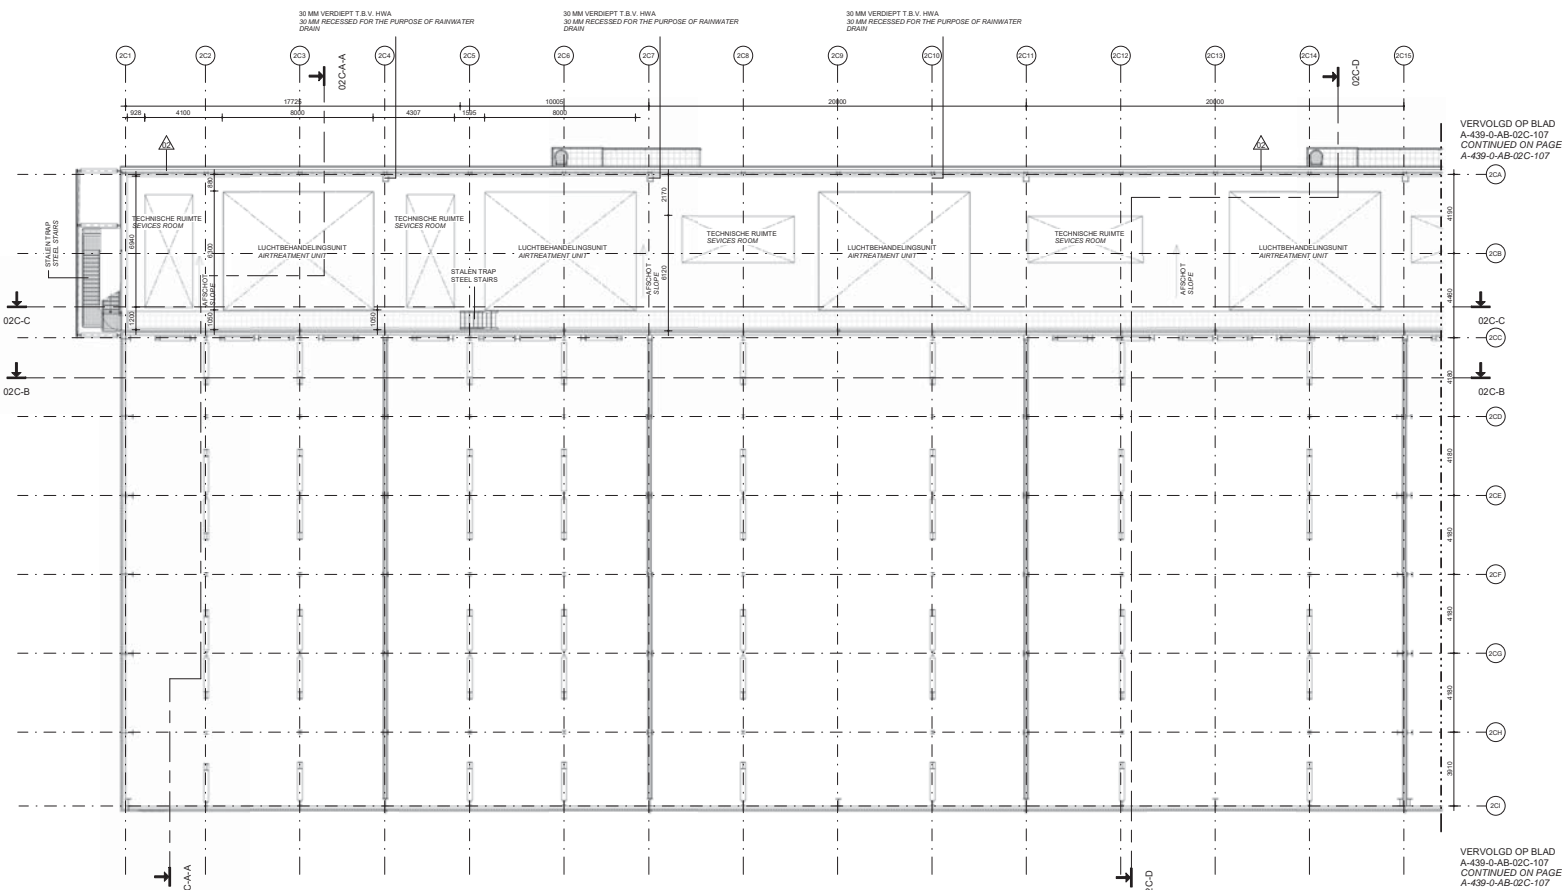 30 MM VERDIEPT T.B.V. HWA
30 MM RECESSED FOR THE PURPOSE OF RAINWATER
DRAIN
30 MM VERDIEPT T.B.V. HWA
30 MM RECESSED FOR THE PURPOSE OF RAINWATER
DRAIN
30 MM VERDIEPT T.B.V. HWA
30 MM RECESSED FOR THE PURPOSE OF RAINWATER
DRAIN
2C1
2C2
2C3
2C4
2C5
2C6
2C7
2C8
2C9
2C10
2C11
2C12
2C13
2C14
2C15
02C-A-A
02C-D
17725
10005
20000
20000
928
4100
8000
4307
1595
8000
VERVOLGD OP BLAD
A-439-0-AB-02C-107
CONTINUED ON PAGE
A-439-0-AB-02C-107
02
02
2CA
880
2170
4190
TECHNISCHE RUIMTE
SEVICES ROOM
TECHNISCHE RUIMTE
SEVICES ROOM
TECHNISCHE RUIMTE
SEVICES ROOM
TECHNISCHE RUIMTE
SEVICES ROOM
STALEN TRAP
STEEL STAIRS
6940
6300
LUCHTBEHANDELINGSUNIT
AIRTREATMENT UNIT
LUCHTBEHANDELINGSUNIT
AIRTREATMENT UNIT
LUCHTBEHANDELINGSUNIT
AIRTREATMENT UNIT
LUCHTBEHANDELINGSUNIT
AIRTREATMENT UNIT
2CB
STALEN TRAP
STEEL STAIRS
6120
AFSCHOT
SLOPE
AFSCHOT
SLOPE
AFSCHOT
SLOPE
4460
02C-C
02C-C
1200
1050
1050
2CC
02C-B
02C-B
4180
2CD
4180
2CE
4180
2CF
4180
2CG
4180
2CH
3910
2CI
C-A-A
2C-D
VERVOLGD OP BLAD
A-439-0-AB-02C-107
CONTINUED ON PAGE
A-439-0-AB-02C-107